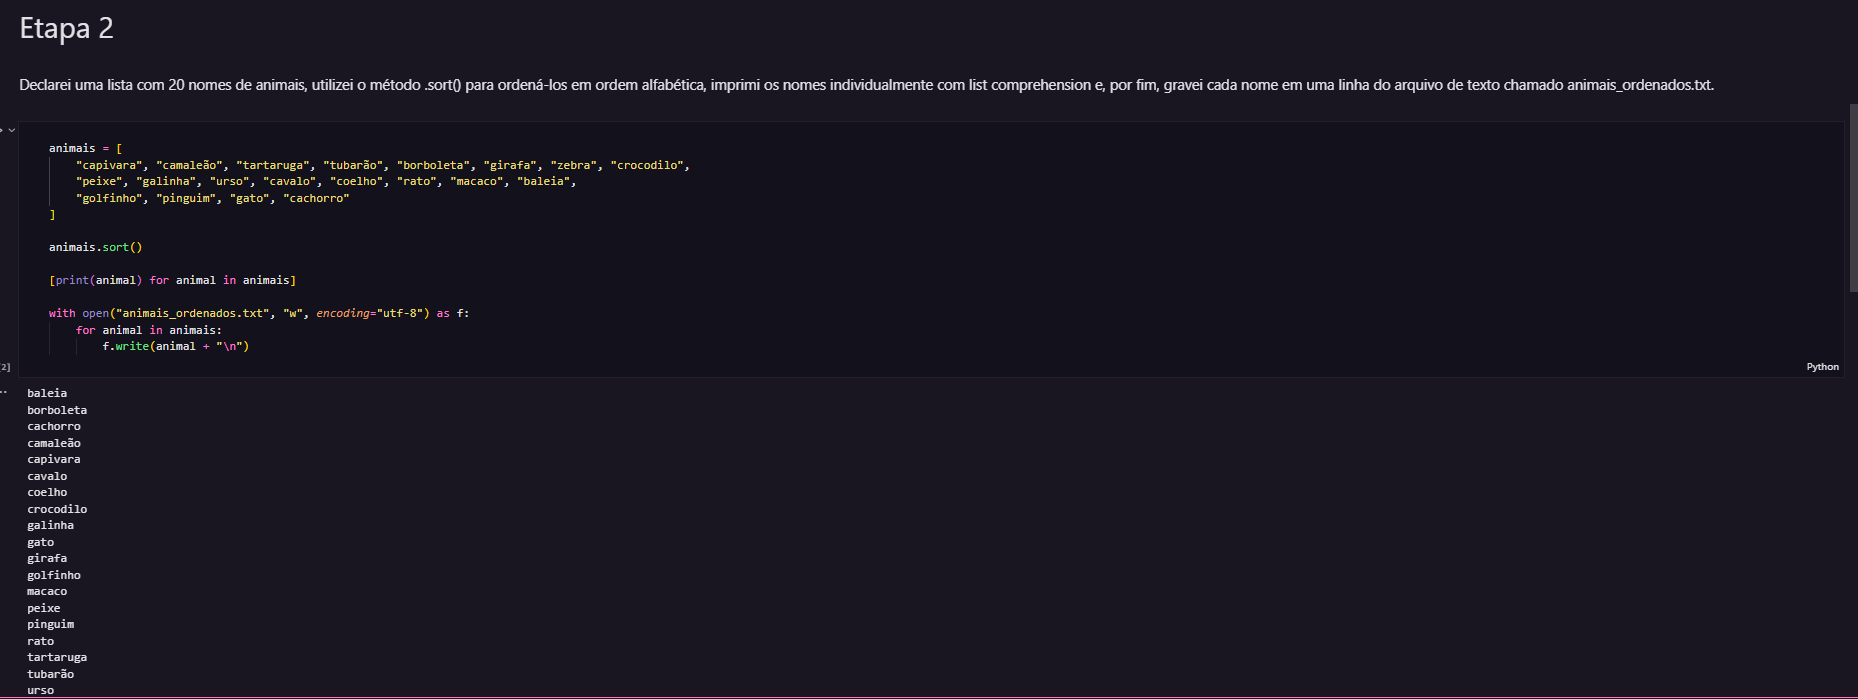 Etapa 2
Declarei uma lista com 20 nomes de animais, utilizei o método .sort() para ordená-los em ordem alfabética, imprimi os nomes individualmente com list comprehension e, por fim, gravei cada nome em uma linha do arquivo de texto chamado animais_ordenados.txt.
animais = [
    "capivara", "camaleão", "tartaruga", "tubarão", "borboleta", "girafa", "zebra", "crocodilo",
    "peixe", "galinha", "urso", "cavalo", "coelho", "rato", "macaco", "baleia",
    "golfinho", "pinguim", "gato", "cachorro"
]
animais.sort()
[print(animal) for animal in animais]
with open("animais_ordenados.txt", "w", encoding="utf-8") as f:
    for animal in animais:
        f.write(animal + "\n")
2]
Python
baleia
borboleta
cachorro
camaleão
capivara
cavalo
coelho
crocodilo
galinha
gato
girafa
golfinho
macaco
peixe
pinguim
rato
tartaruga
tubarão
urso